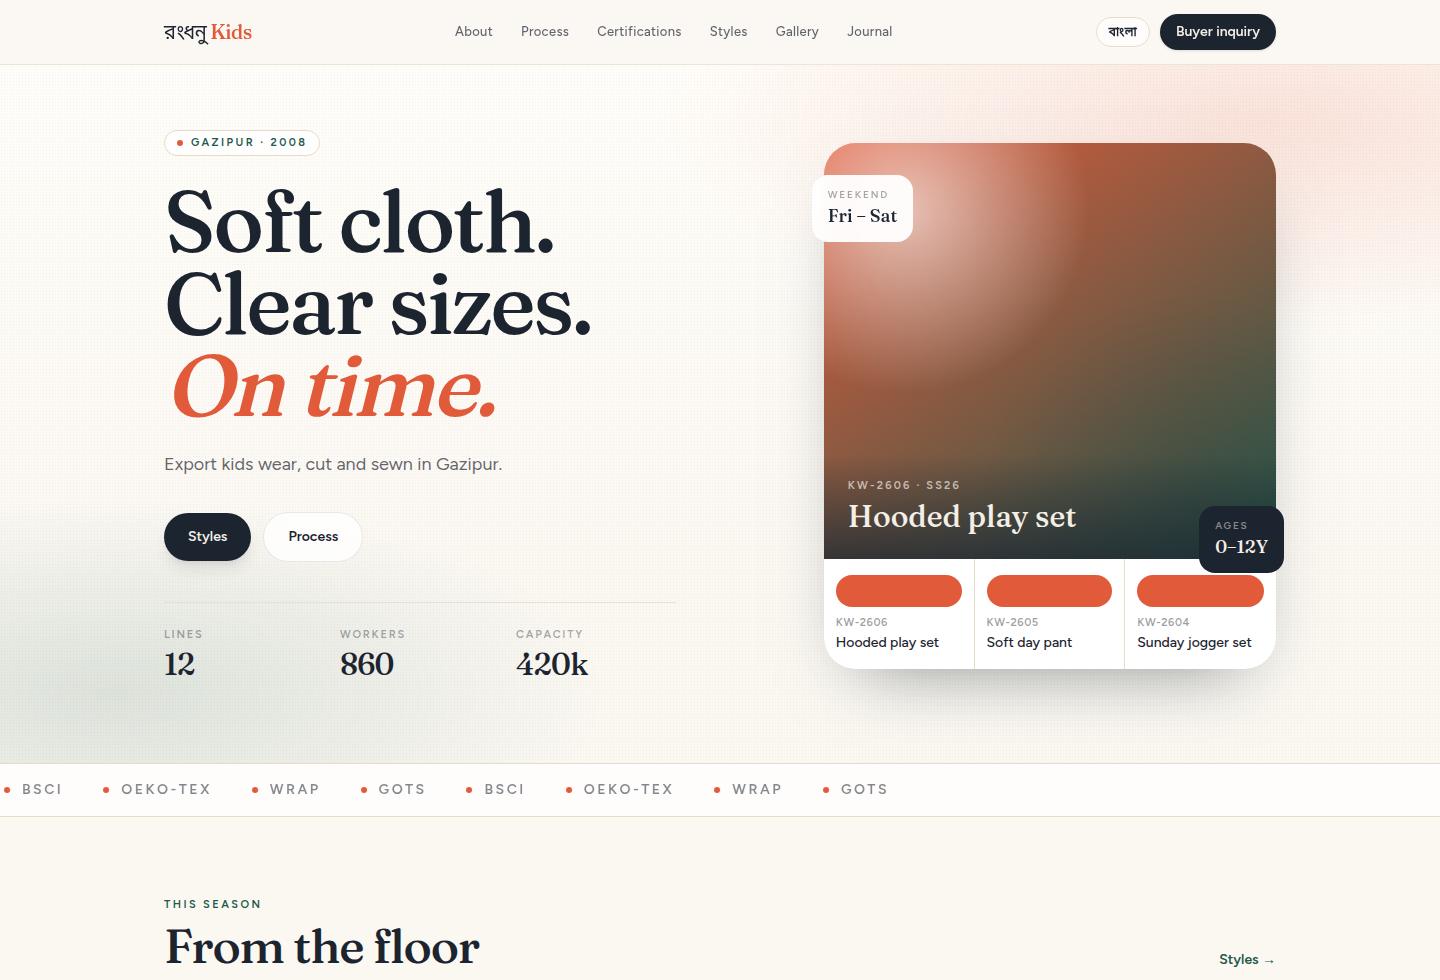 রংধনু Kids
About
Process
Certifications
Styles
Gallery
Journal
বাংলা
Buyer inquiry
GAZIPUR · 2008
Soft cloth.
Clear sizes.
On time.
Export kids wear, cut and sewn in Gazipur.
Styles
Process
LINES
12
WORKERS
860
CAPACITY
420k
WEEKEND
Fri – Sat
KW-2606 · SS26
Hooded play set
AGES
0–12Y
KW-2606
Hooded play set
KW-2605
Soft day pant
KW-2604
Sunday jogger set
BSCI
OEKO-TEX
WRAP
GOTS
BSCI
OEKO-TEX
WRAP
GOTS
THIS SEASON
From the floor
Styles →